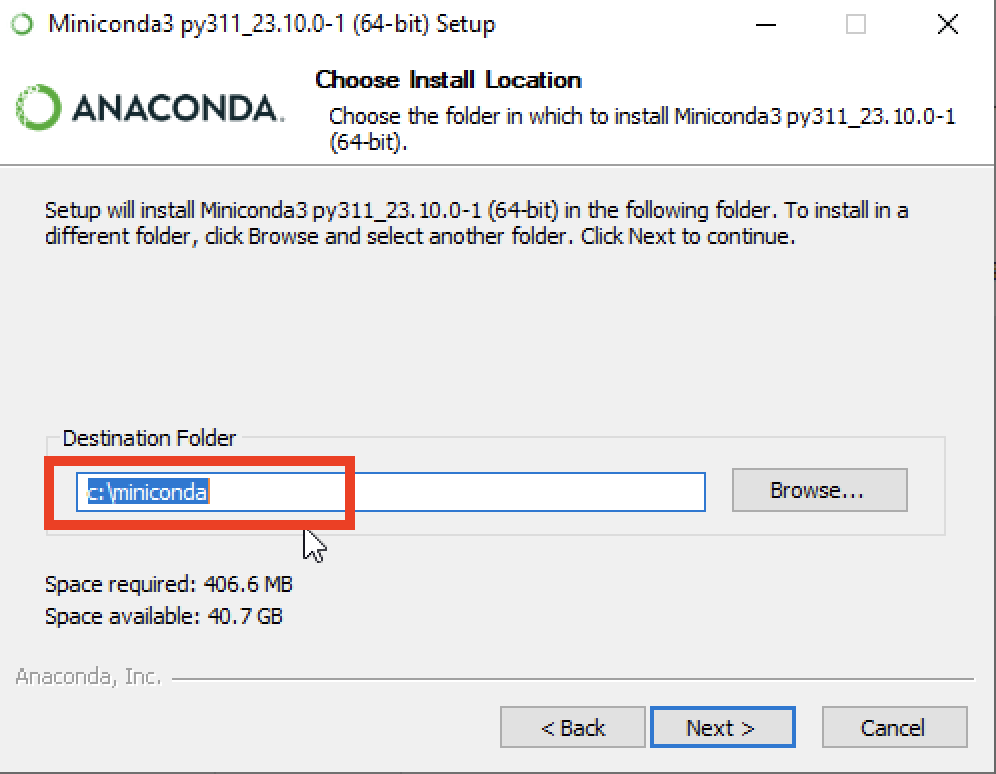 Miniconda3 py311_23.10.0-1 (64-bit) Setup
ANACONDA.
Choose Install Location
Choose the folder in which to install Miniconda3 py311_23.10.0-1
(64-bit).
Setup will install Miniconda3 py311_23.10.0-1 (64-bit) in the following folder. To install in a
different folder, click Browse and select another folder. Click Next to continue.
Destination Folder
c:\miniconda
Browse...
Space required: 406.6 MB
Space available: 40.7 GB
Anaconda, Inc.
< Back
Next >
Cancel